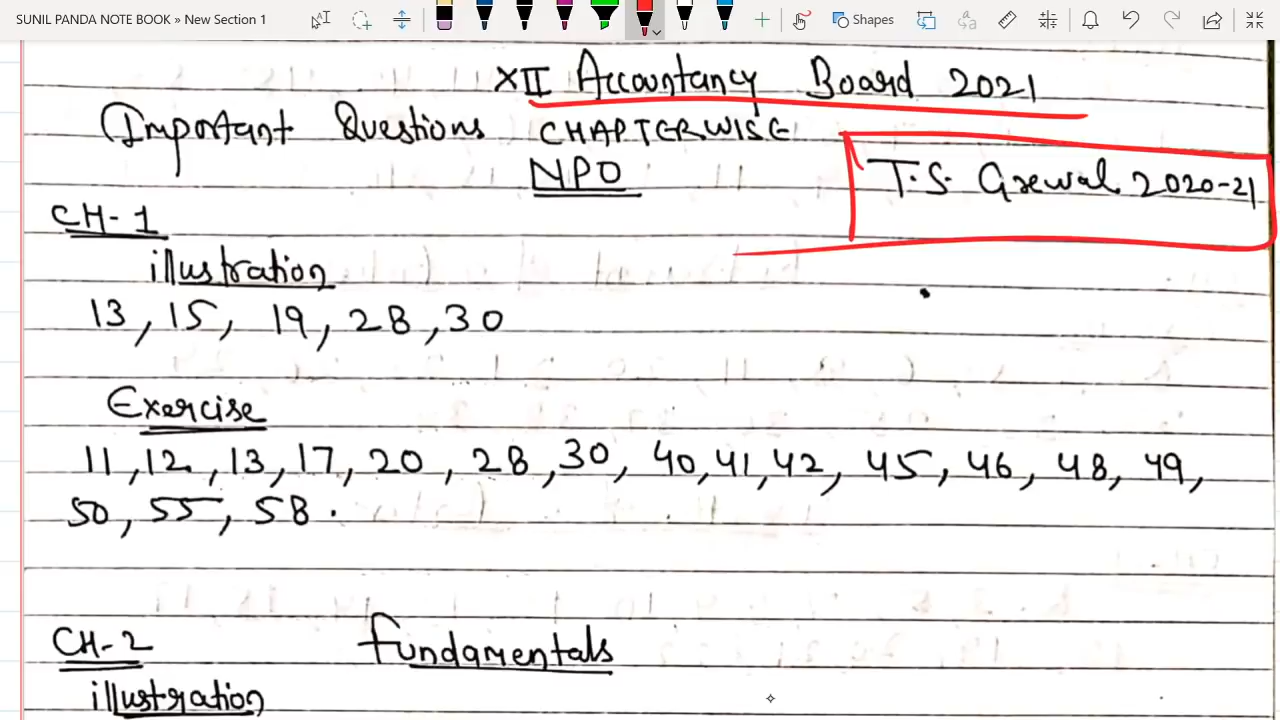 SUNIL PANDA NOTE BOOK » New Section 1
Shapes
XII Accountancy Board 2021
Important Questions CHAPTERWISE
NPO
T.S. Grewal 2020-21
CH-1
illustration
13, 15, 19, 28, 30
Exercise
11, 12, 13, 17, 20, 28, 30, 40, 41, 42, 45, 46, 48, 49,
50, 55, 58.
CH-2 Fundamentals
illustration